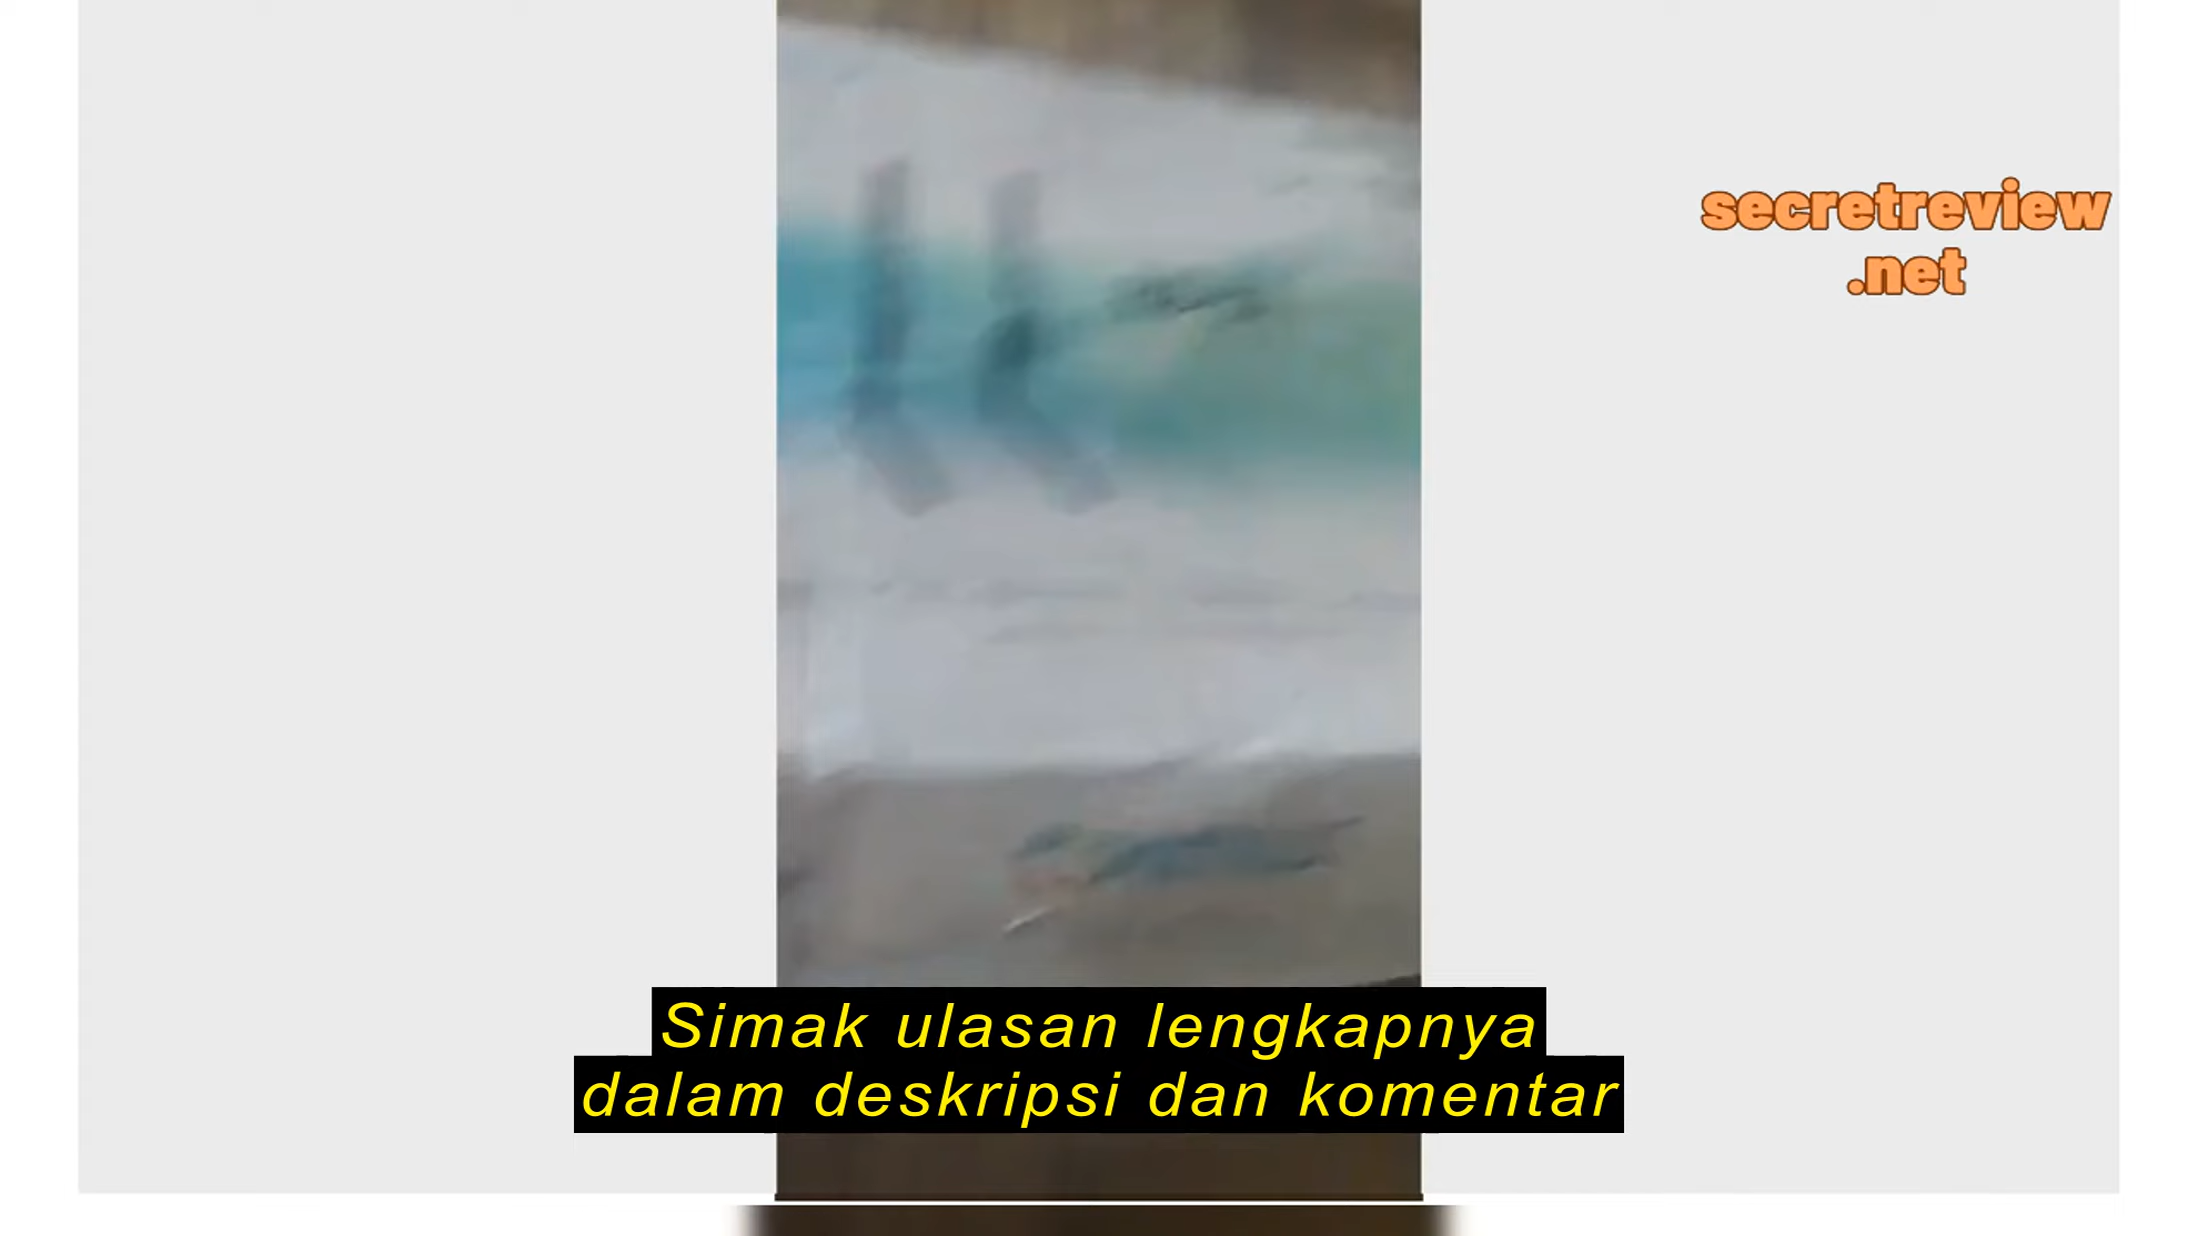 secretreview
.net
Simak ulasan lengkapnya
dalam deskripsi dan komentar